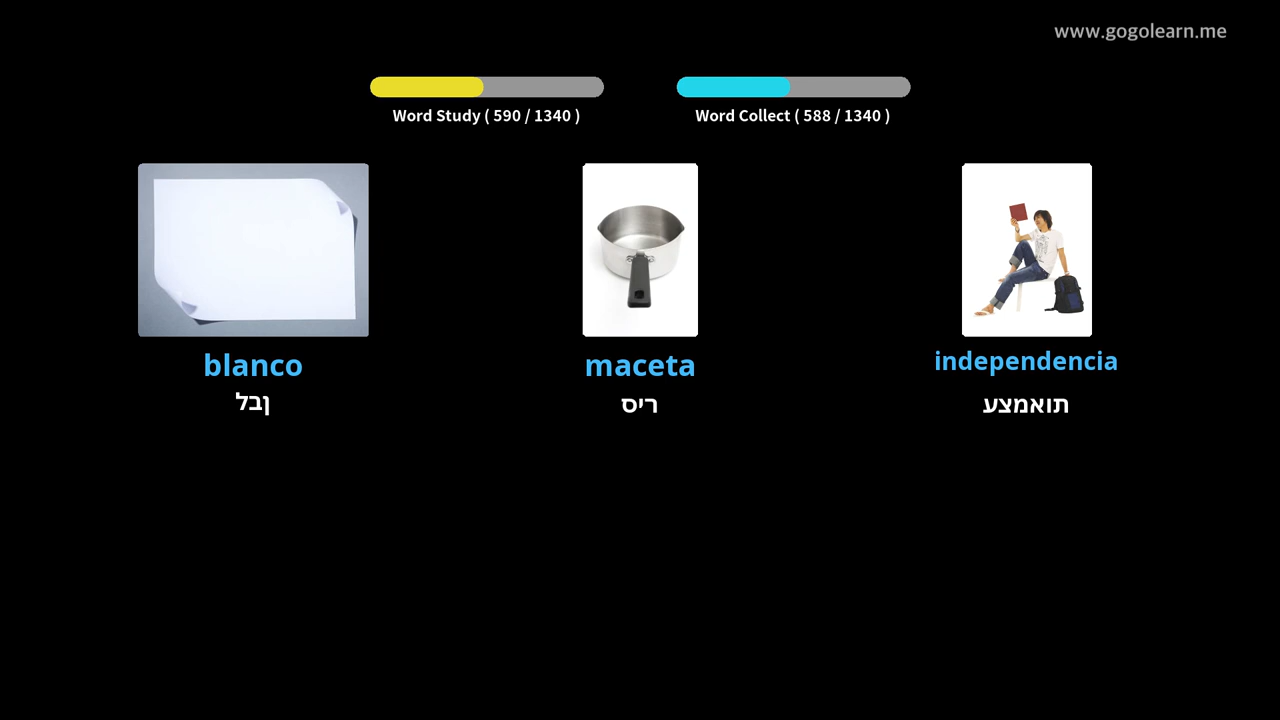 www.gogolearn.me
Word Study ( 590 / 1340 )
Word Collect ( 588 / 1340 )
blanco
לבן
maceta
סיר
independencia
עצמאות